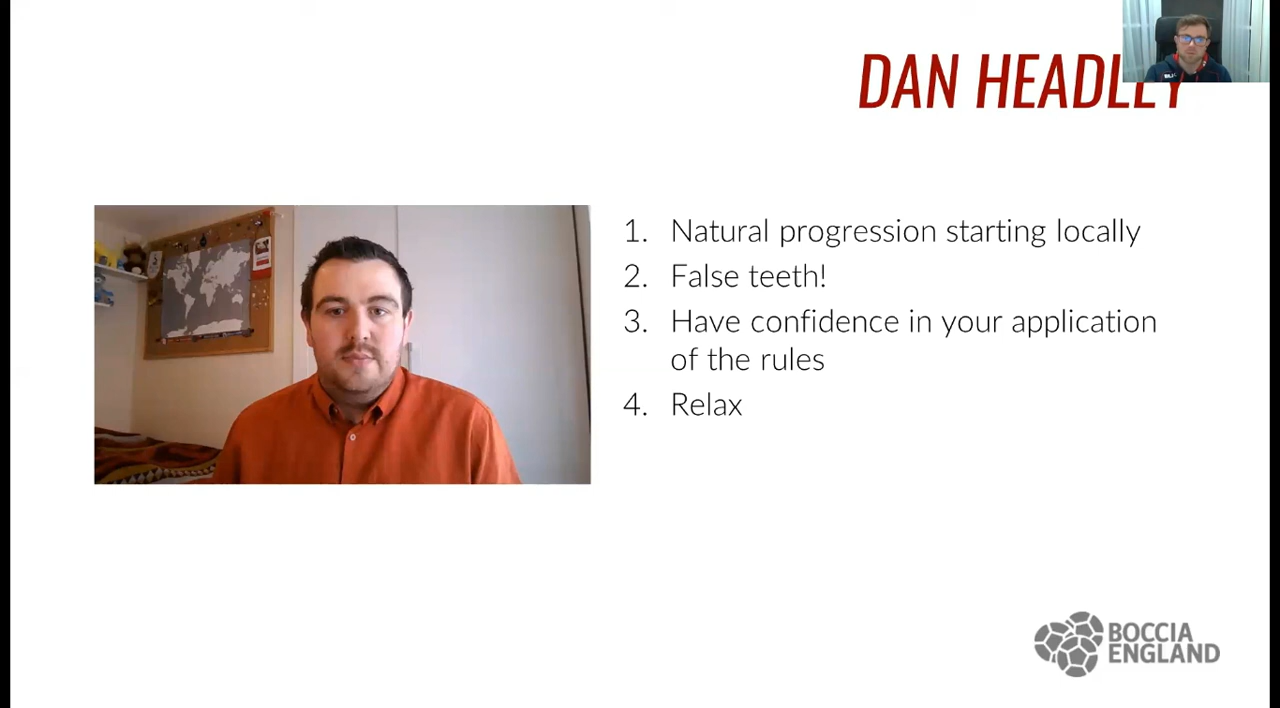 DAN HEADLEY
1. Natural progression starting locally
2. False teeth!
3. Have confidence in your application
of the rules
4. Relax
BOCCIA
ENGLAND